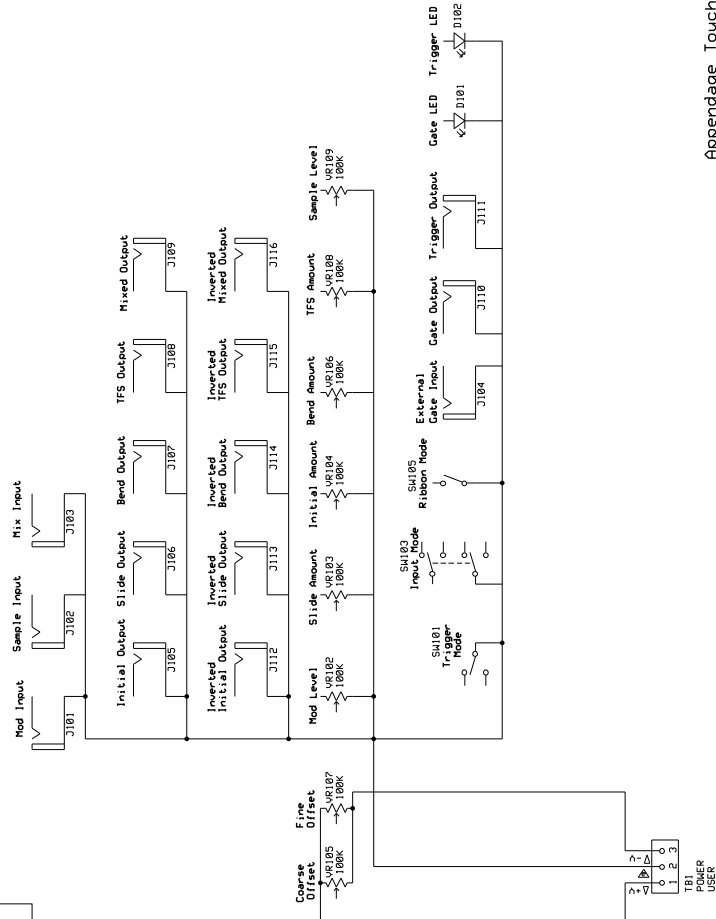 Mod Input
J101
Sample Input
J102
Mix Input
J103
Initial Output
J105
Slide Output
J106
Bend Output
J107
TFS Output
J108
Mixed Output
J109
Inverted
Initial Output
J112
Inverted
Slide Output
J113
Inverted
Bend Output
J114
Inverted
TFS Output
J115
Inverted
Mixed Output
J116
Coarse
Offset
VR105
100K
Fine
Offset
VR107
100K
Mod Level
VR102
100K
Slide Amount
VR103
100K
Initial Amount
VR104
100K
Bend Amount
VR106
100K
TFS Amount
VR108
100K
Sample Level
VR109
100K
SW101
Trigger
Mode
SW103
Input Mode
SW105
Ribbon Mode
External
Gate Input
J104
Gate Output
J110
Trigger Output
J111
Gate LED
D101
Trigger LED
D102
V+
V-
1 2 3
TB1
POWER
USER
Appendage Touch